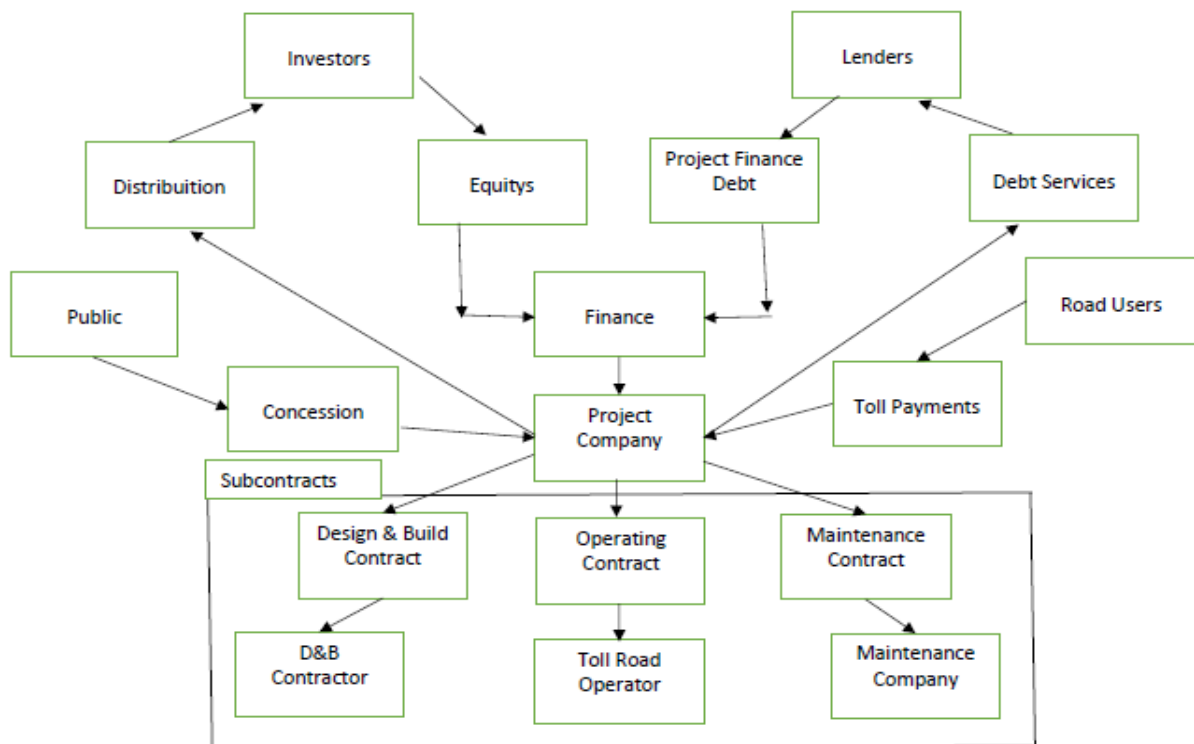 Investors
Lenders
Distribuition
Equitys
Project Finance
Debt
Debt Services
Public
Finance
Road Users
Concession
Project
Company
Toll Payments
Subcontracts
Design & Build
Contract
Operating
Contract
Maintenance
Contract
D&B
Contractor
Toll Road
Operator
Maintenance
Company